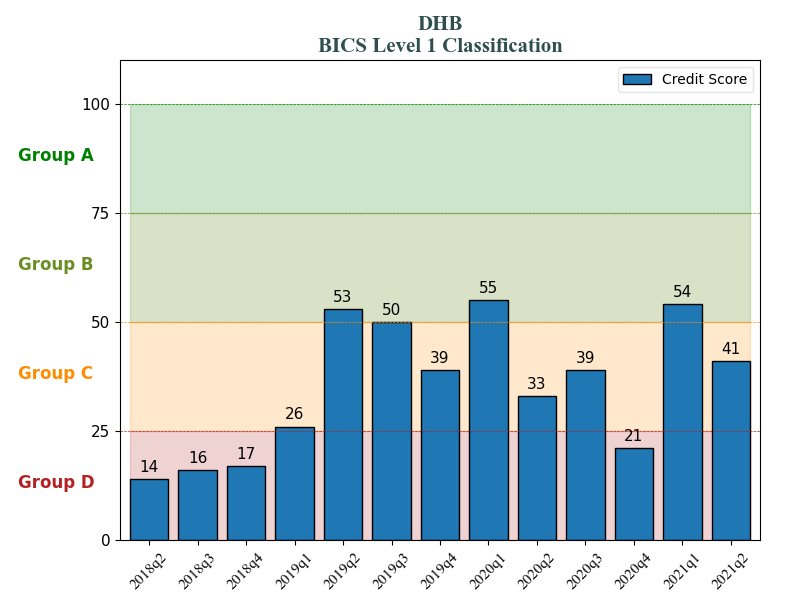 DHB
BICS Level 1 Classification
Credit Score
100
Group A
75
Group B
50
Group C
25
Group D
0
14
16
17
26
53
50
39
55
33
39
21
54
41
2018q2
2018q3
2018q4
2019q1
2019q2
2019q3
2019q4
2020q1
2020q2
2020q3
2020q4
2021q1
2021q2